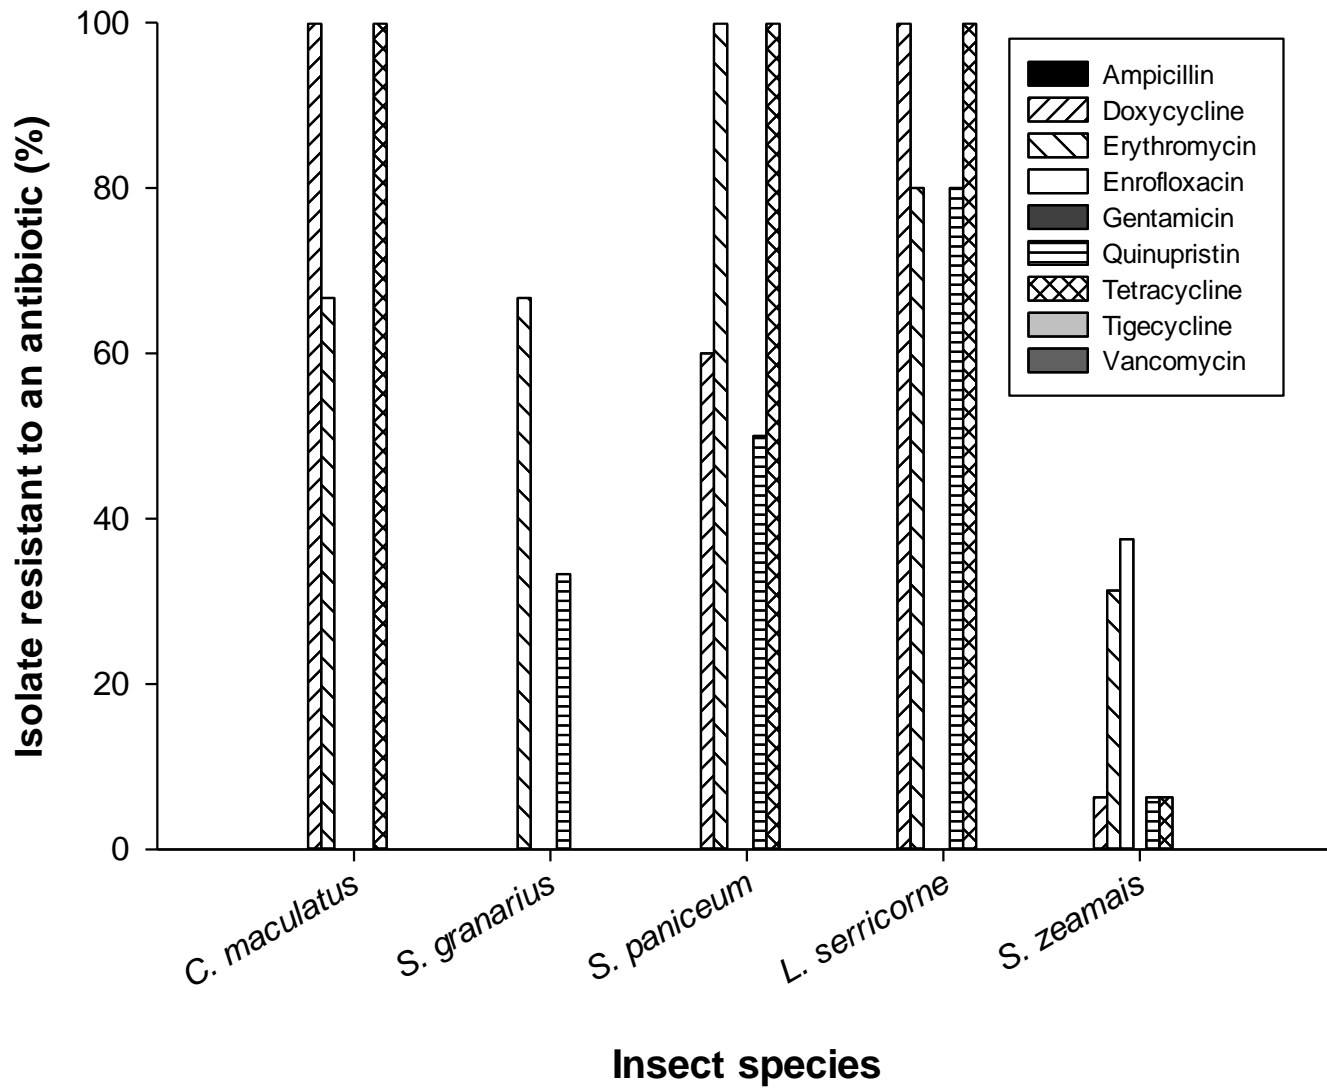 Isolate resistant to an antibiotic (%)
100
80
60
40
20
0
Ampicillin
Doxycycline
Erythromycin
Enrofloxacin
Gentamicin
Quinupristin
Tetracycline
Tigecycline
Vancomycin
C. maculatus
S. granarius
S. paniceum
L. serricorne
S. zeamais
Insect species